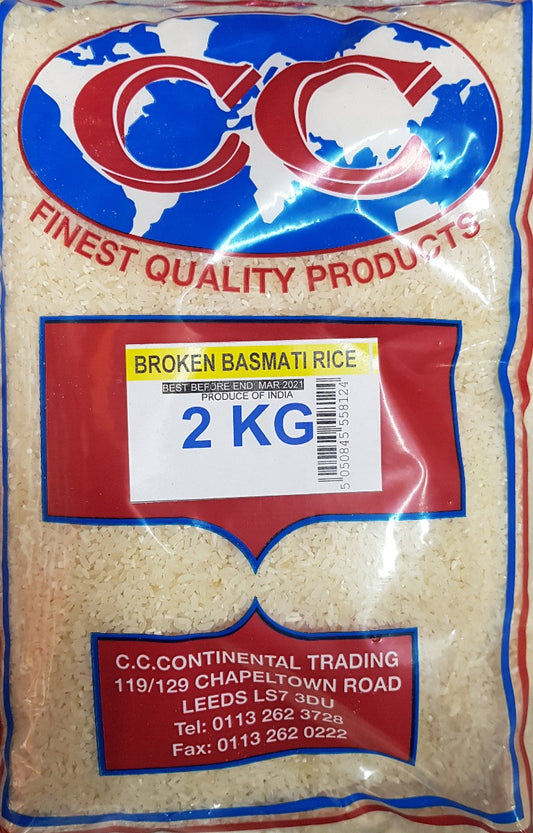 CC
FINEST QUALITY PRODUCTS
BROKEN BASMATI RICE
BEST BEFORE END: MAR 2021
PRODUCE OF INDIA
2 KG
5 050845 558124
C.C.CONTINENTAL TRADING
119/129 CHAPELTOWN ROAD
LEEDS LS7 3DU
Tel: 0113 262 3728
Fax: 0113 262 0222